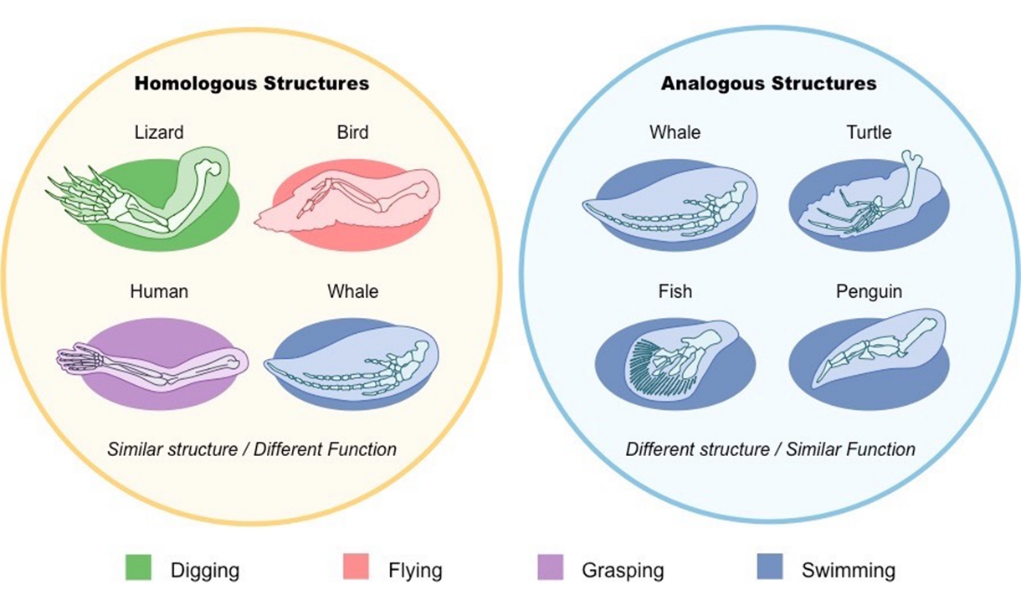 Homologous Structures
Lizard
Bird
Human
Whale
Similar structure / Different Function
Analogous Structures
Whale
Turtle
Fish
Penguin
Different structure / Similar Function
Digging
Flying
Grasping
Swimming